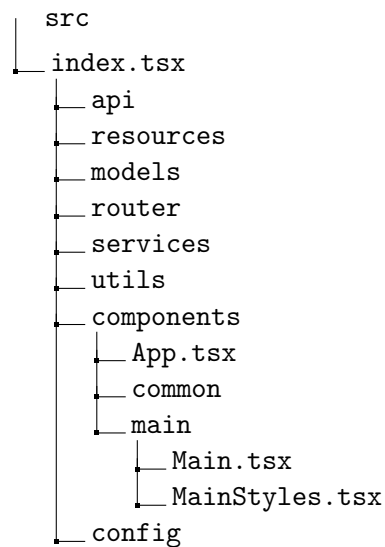 src
index.tsx
api
resources
models
router
services
utils
components
App.tsx
common
main
Main.tsx
MainStyles.tsx
config